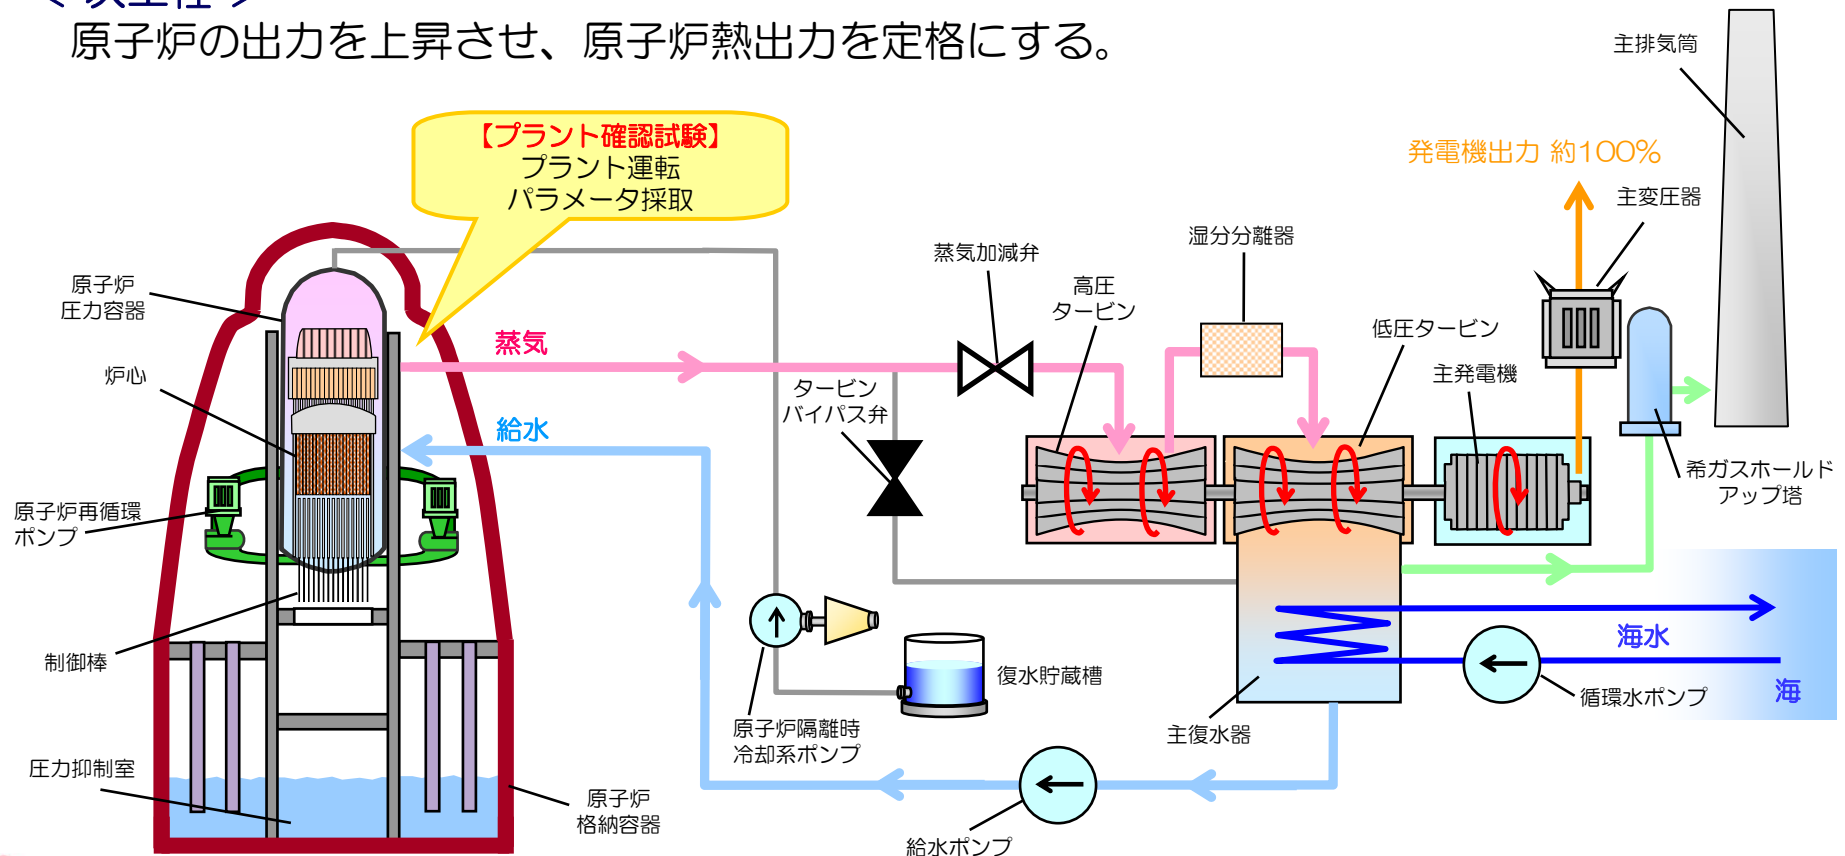 原子炉の出力を上昇させ、原子炉熱出力を定格にする。
主排気筒
【プラント確認試験】
プラント運転
パラメータ採取
発電機出力 約100%
主変圧器
湿分分離器
蒸気加減弁
原子炉
圧力容器
高圧
タービン
低圧タービン
蒸気
炉心
タービン
バイパス弁
主発電機
給水
希ガスホールド
アップ塔
原子炉再循環
ポンプ
海水
制御棒
復水貯蔵槽
海
循環水ポンプ
原子炉隔離時
冷却系ポンプ
主復水器
圧力抑制室
原子炉
格納容器
給水ポンプ